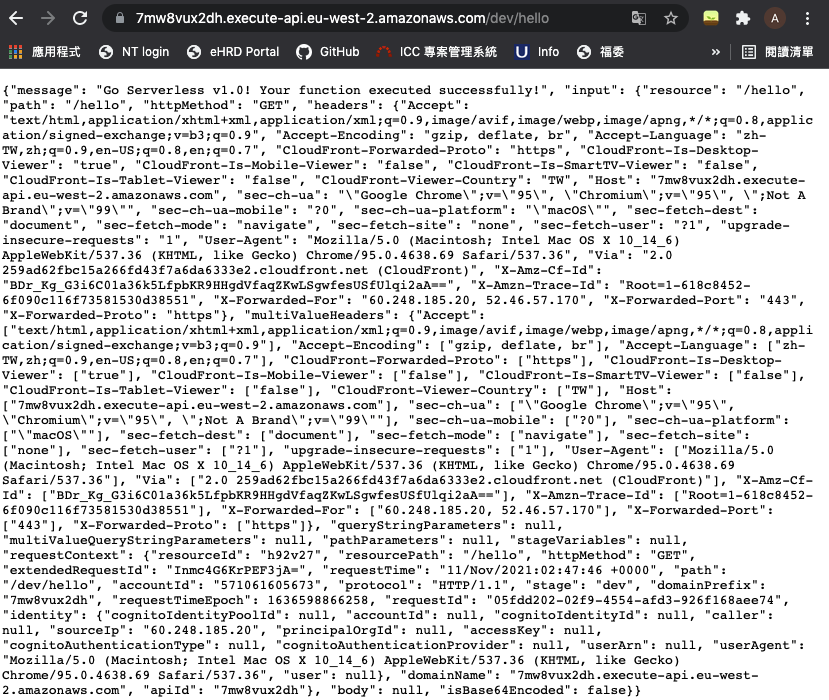 7mw8vux2dh.execute-api.eu-west-2.amazonaws.com/dev/hello
A
應用程式 NT login eHRD Portal GitHub ICC 專案管理系統 U Info 福委 » 閱讀清單
{"message": "Go Serverless v1.0! Your function executed successfully!", "input": {"resource": "/hello",
"path": "/hello", "httpMethod": "GET", "headers": {"Accept":
"text/html,application/xhtml+xml,application/xml;q=0.9,image/avif,image/webp,image/apng,*/*;q=0.8,applic
ation/signed-exchange;v=b3;q=0.9", "Accept-Encoding": "gzip, deflate, br", "Accept-Language": "zh-
TW,zh;q=0.9,en-US;q=0.8,en;q=0.7", "CloudFront-Forwarded-Proto": "https", "CloudFront-Is-Desktop-
Viewer": "true", "CloudFront-Is-Mobile-Viewer": "false", "CloudFront-Is-SmartTV-Viewer": "false",
"CloudFront-Is-Tablet-Viewer": "false", "CloudFront-Viewer-Country": "TW", "Host": "7mw8vux2dh.execute-
api.eu-west-2.amazonaws.com", "sec-ch-ua": "\"Google Chrome\";v=\"95\", \"Chromium\";v=\"95\", \";Not A
Brand\";v=\"99\"", "sec-ch-ua-mobile": "?0", "sec-ch-ua-platform": "\"macOS\"", "sec-fetch-dest":
"document", "sec-fetch-mode": "navigate", "sec-fetch-site": "none", "sec-fetch-user": "?1", "upgrade-
insecure-requests": "1", "User-Agent": "Mozilla/5.0 (Macintosh; Intel Mac OS X 10_14_6)
AppleWebKit/537.36 (KHTML, like Gecko) Chrome/95.0.4638.69 Safari/537.36", "Via": "2.0
259ad62fbc15a266fd43f7a6da6333e2.cloudfront.net (CloudFront)", "X-Amz-Cf-Id":
"BDr_Kg_G3i6C01a36k5LfpbKR9HHgdVfaqZKwLSgwfesUSfUlqi2aA==", "X-Amzn-Trace-Id": "Root=1-618c8452-
6f090c116f73581530d38551", "X-Forwarded-For": "60.248.185.20, 52.46.57.170", "X-Forwarded-Port": "443",
"X-Forwarded-Proto": "https"}, "multiValueHeaders": {"Accept":
["text/html,application/xhtml+xml,application/xml;q=0.9,image/avif,image/webp,image/apng,*/*;q=0.8,appli
cation/signed-exchange;v=b3;q=0.9"], "Accept-Encoding": ["gzip, deflate, br"], "Accept-Language": ["zh-
TW,zh;q=0.9,en-US;q=0.8,en;q=0.7"], "CloudFront-Forwarded-Proto": ["https"], "CloudFront-Is-Desktop-
Viewer": ["true"], "CloudFront-Is-Mobile-Viewer": ["false"], "CloudFront-Is-SmartTV-Viewer": ["false"],
"CloudFront-Is-Tablet-Viewer": ["false"], "CloudFront-Viewer-Country": ["TW"], "Host":
["7mw8vux2dh.execute-api.eu-west-2.amazonaws.com"], "sec-ch-ua": ["\"Google Chrome\";v=\"95\",
\"Chromium\";v=\"95\", \";Not A Brand\";v=\"99\""], "sec-ch-ua-mobile": ["?0"], "sec-ch-ua-platform":
["\"macOS\""], "sec-fetch-dest": ["document"], "sec-fetch-mode": ["navigate"], "sec-fetch-site":
["none"], "sec-fetch-user": ["?1"], "upgrade-insecure-requests": ["1"], "User-Agent": ["Mozilla/5.0
(Macintosh; Intel Mac OS X 10_14_6) AppleWebKit/537.36 (KHTML, like Gecko) Chrome/95.0.4638.69
Safari/537.36"], "Via": ["2.0 259ad62fbc15a266fd43f7a6da6333e2.cloudfront.net (CloudFront)"], "X-Amz-Cf-
Id": ["BDr_Kg_G3i6C01a36k5LfpbKR9HHgdVfaqZKwLSgwfesUSfUlqi2aA=="], "X-Amzn-Trace-Id": ["Root=1-618c8452-
6f090c116f73581530d38551"], "X-Forwarded-For": ["60.248.185.20, 52.46.57.170"], "X-Forwarded-Port":
["443"], "X-Forwarded-Proto": ["https"]}, "queryStringParameters": null,
"multiValueQueryStringParameters": null, "pathParameters": null, "stageVariables": null,
"requestContext": {"resourceId": "h92v27", "resourcePath": "/hello", "httpMethod": "GET",
"extendedRequestId": "Inmc4G6KrPEF3jA=", "requestTime": "11/Nov/2021:02:47:46 +0000", "path":
"/dev/hello", "accountId": "571061605673", "protocol": "HTTP/1.1", "stage": "dev", "domainPrefix":
"7mw8vux2dh", "requestTimeEpoch": 1636598866258, "requestId": "05fdd202-02f9-4554-afd3-926f168aee74",
"identity": {"cognitoIdentityPoolId": null, "accountId": null, "cognitoIdentityId": null, "caller":
null, "sourceIp": "60.248.185.20", "principalOrgId": null, "accessKey": null,
"cognitoAuthenticationType": null, "cognitoAuthenticationProvider": null, "userArn": null, "userAgent":
"Mozilla/5.0 (Macintosh; Intel Mac OS X 10_14_6) AppleWebKit/537.36 (KHTML, like Gecko)
Chrome/95.0.4638.69 Safari/537.36", "user": null}, "domainName": "7mw8vux2dh.execute-api.eu-west-
2.amazonaws.com", "apiId": "7mw8vux2dh"}, "body": null, "isBase64Encoded": false}}